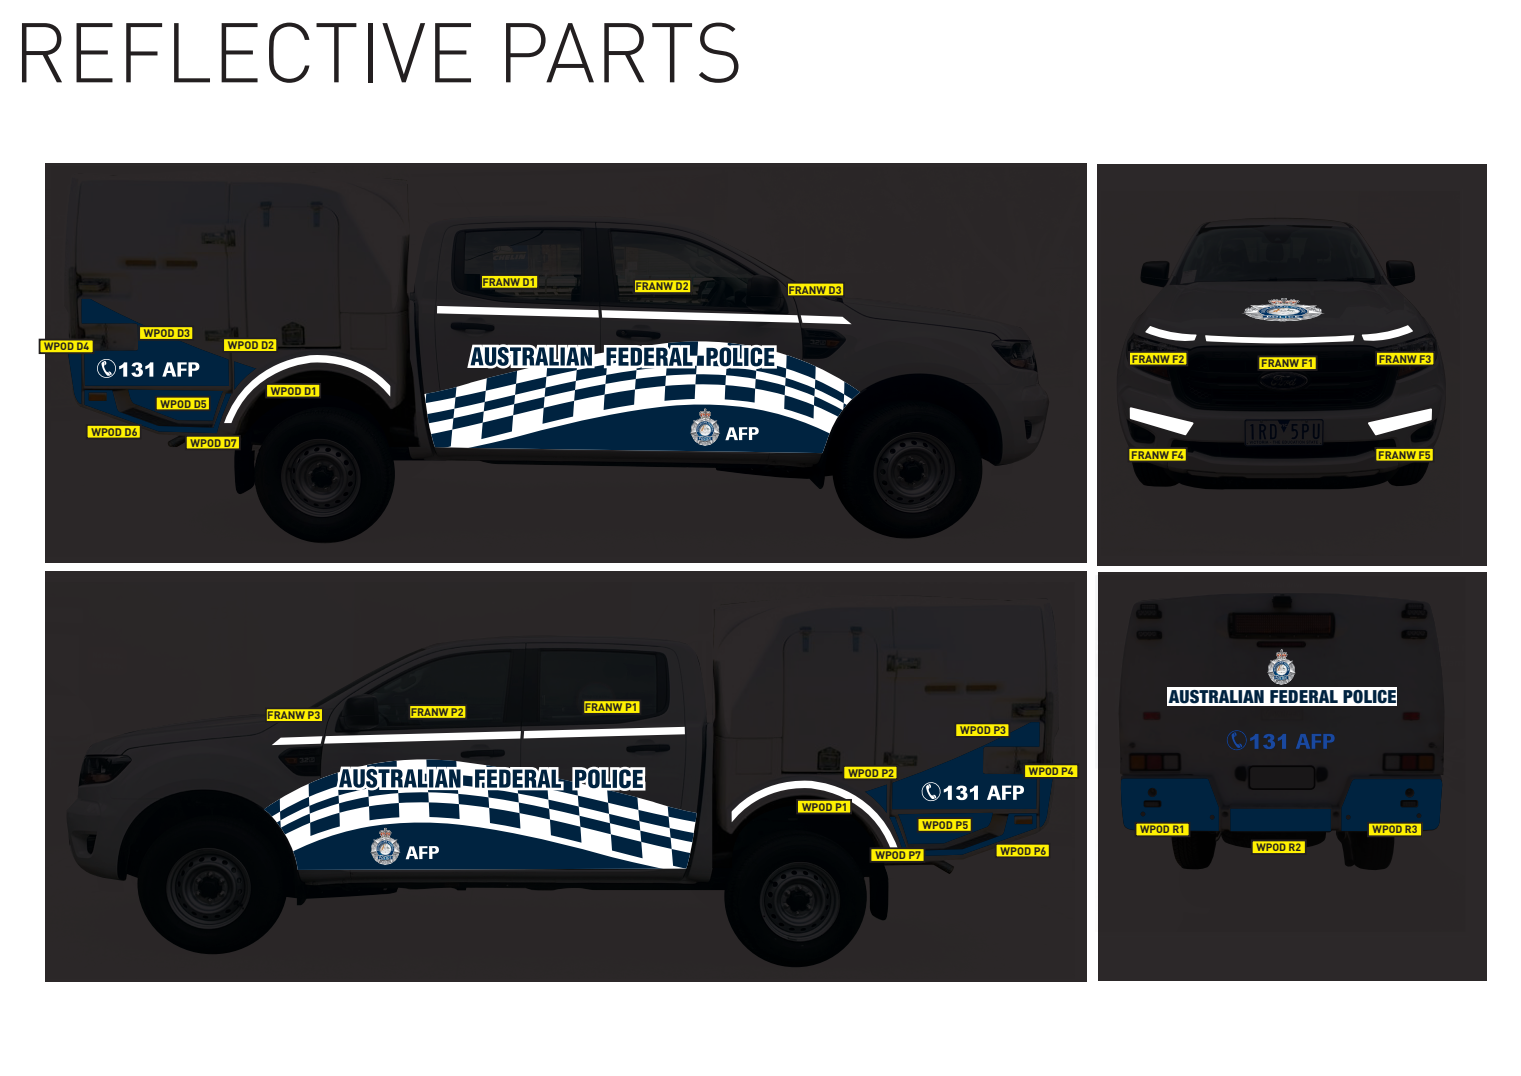 REFLECTIVE PARTS
FRANW D1
FRANW D2
FRANW D3
WPOD D3
WPOD D4
WPOD D2
131 AFP
WPOD D1
WPOD D5
WPOD D6
WPOD D7
AUSTRALIAN FEDERAL POLICE
AFP
FRANW F2
FRANW F1
FRANW F3
1RD 5PU
FRANW F4
FRANW F5
FRANW P3
FRANW P2
FRANW P1
AUSTRALIAN FEDERAL POLICE
AFP
WPOD P3
WPOD P2
WPOD P4
131 AFP
WPOD P1
WPOD P5
WPOD P7
WPOD P6
AUSTRALIAN FEDERAL POLICE
131 AFP
WPOD R1
WPOD R2
WPOD R3